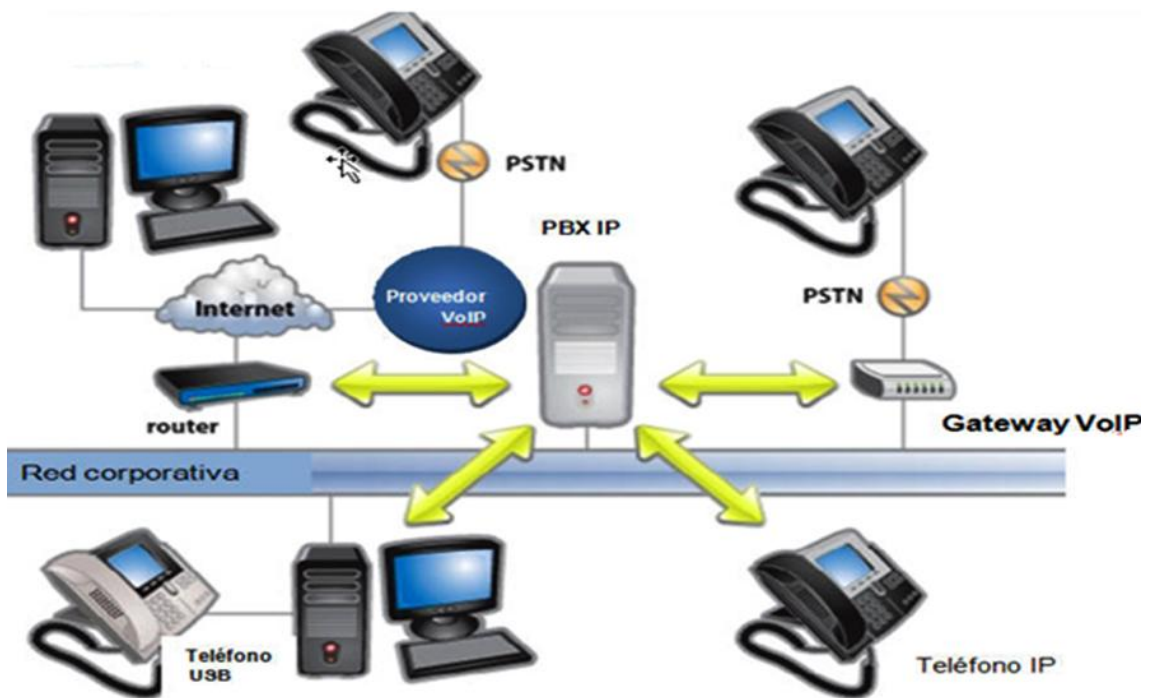 PSTN
PBX IP
Internet
Proveedor
VoIP
PSTN
router
Gateway VoIP
Red corporativa
Teléfono
USB
Teléfono IP